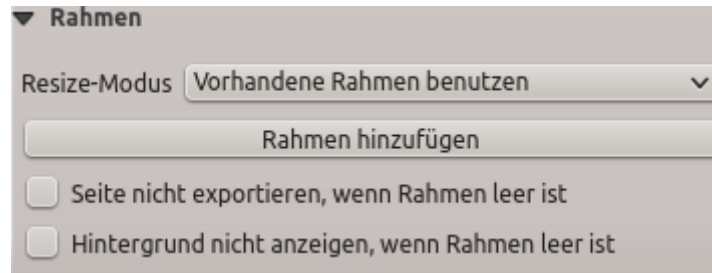 Rahmen
Resize-Modus Vorhandene Rahmen benutzen
Rahmen hinzufügen
Seite nicht exportieren, wenn Rahmen leer ist
Hintergrund nicht anzeigen, wenn Rahmen leer ist